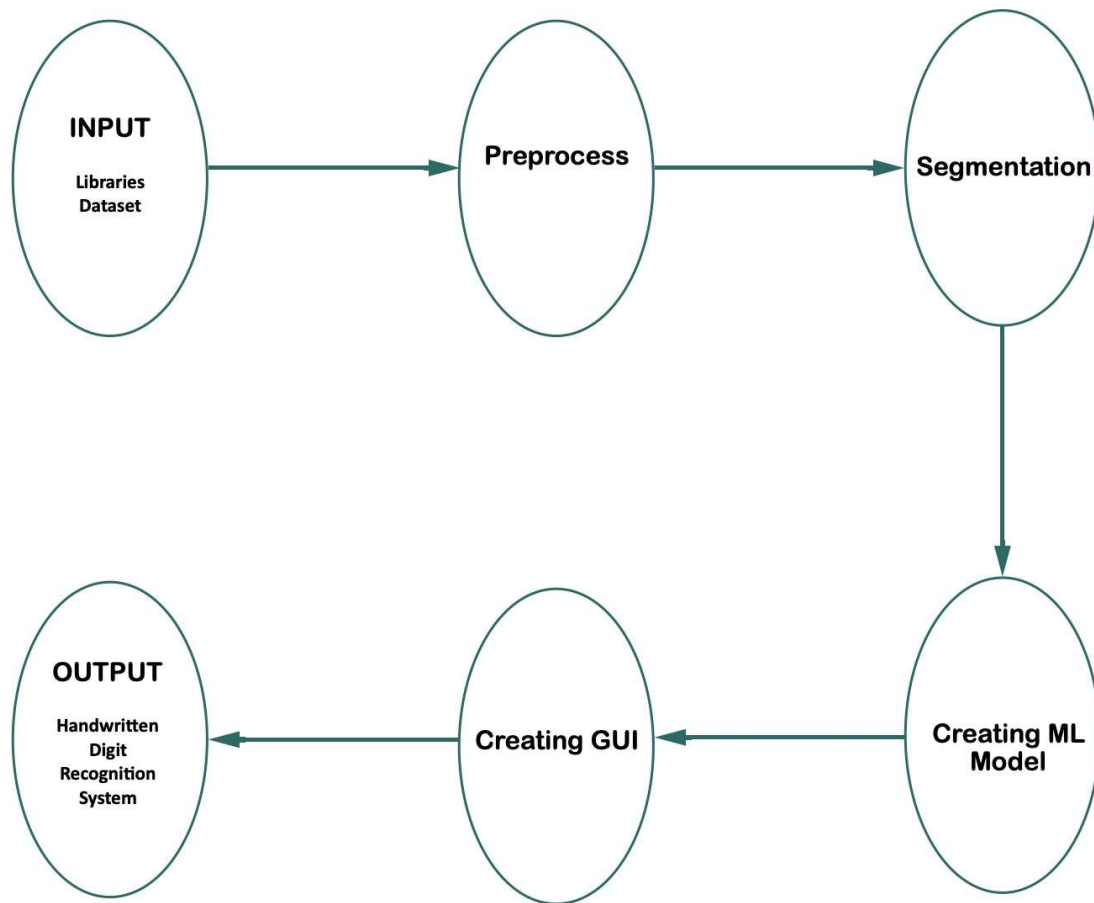 INPUT
Libraries
Dataset
Preprocess
Segmentation
Creating ML
Model
Creating GUI
OUTPUT
Handwritten
Digit
Recognition
System